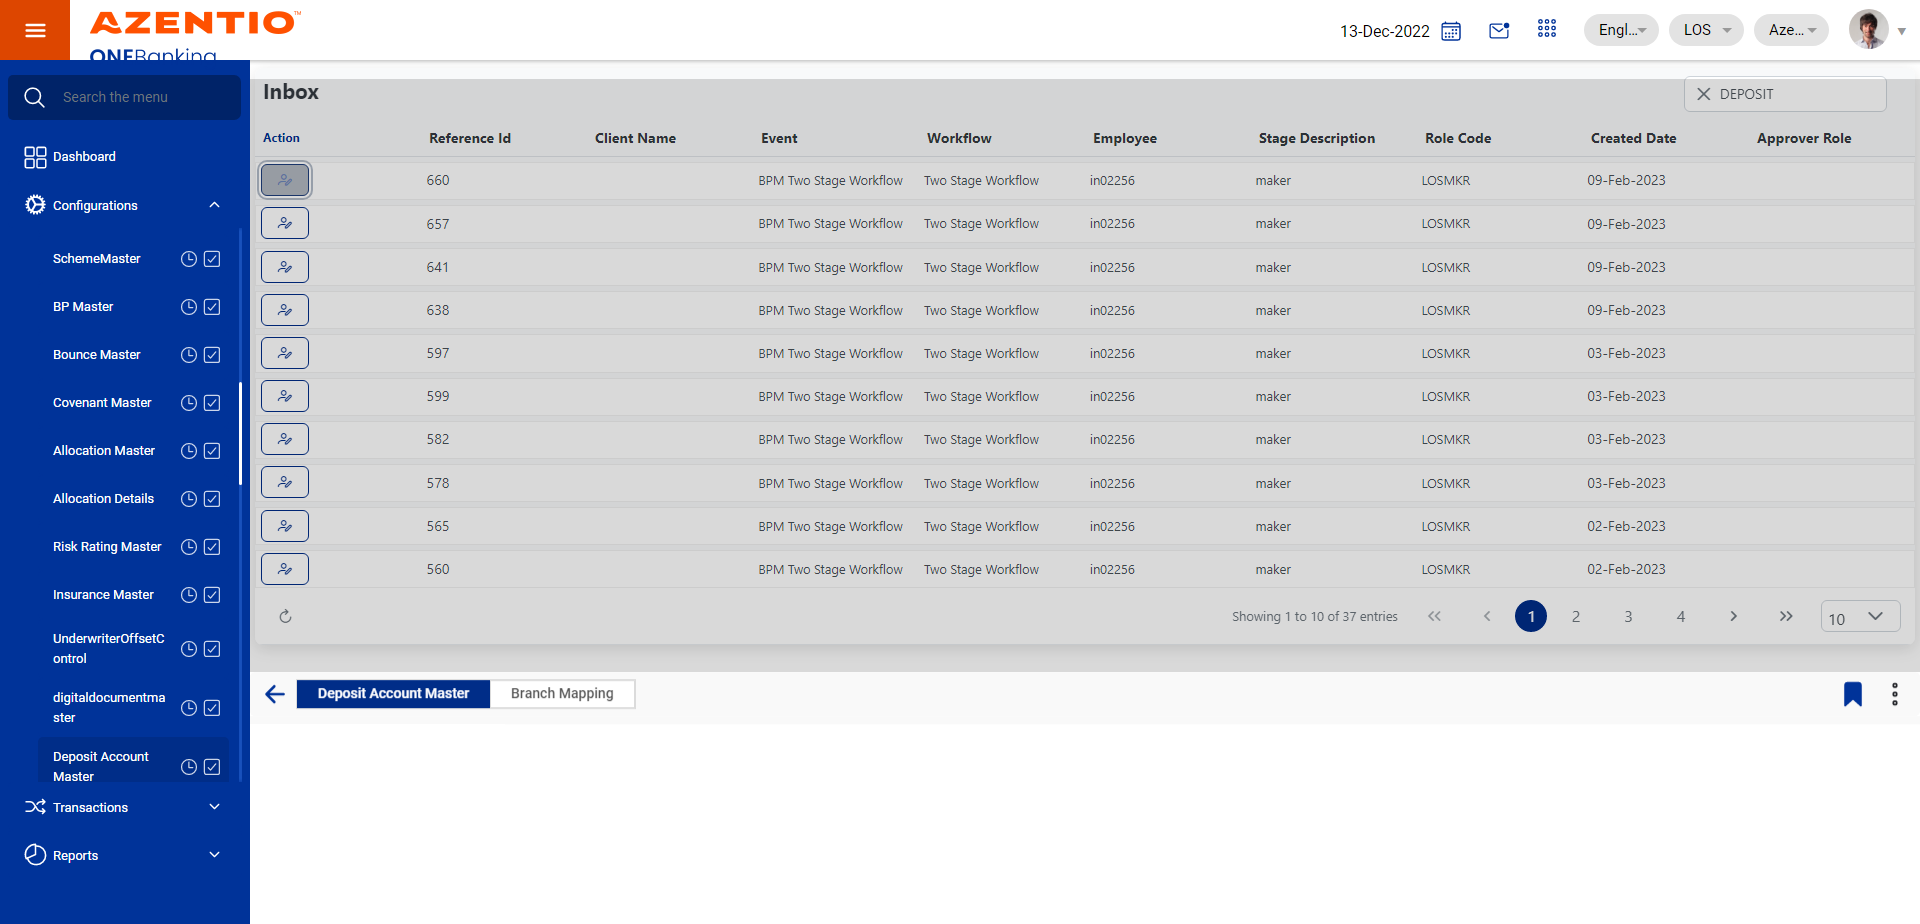 AZENTIO™
ONEBanking
13-Dec-2022
Engl...
LOS
Aze...
Search the menu
Dashboard
Configurations
SchemeMaster
BP Master
Bounce Master
Covenant Master
Allocation Master
Allocation Details
Risk Rating Master
Insurance Master
UnderwriterOffsetC
ontrol
digitaldocumentma
ster
Deposit Account
Master
Transactions
Reports
Inbox
DEPOSIT
Action Reference Id Client Name Event Workflow Employee Stage Description Role Code Created Date Approver Role
660 BPM Two Stage Workflow Two Stage Workflow in02256 maker LOSMKR 09-Feb-2023
657 BPM Two Stage Workflow Two Stage Workflow in02256 maker LOSMKR 09-Feb-2023
641 BPM Two Stage Workflow Two Stage Workflow in02256 maker LOSMKR 09-Feb-2023
638 BPM Two Stage Workflow Two Stage Workflow in02256 maker LOSMKR 09-Feb-2023
597 BPM Two Stage Workflow Two Stage Workflow in02256 maker LOSMKR 03-Feb-2023
599 BPM Two Stage Workflow Two Stage Workflow in02256 maker LOSMKR 03-Feb-2023
582 BPM Two Stage Workflow Two Stage Workflow in02256 maker LOSMKR 03-Feb-2023
578 BPM Two Stage Workflow Two Stage Workflow in02256 maker LOSMKR 03-Feb-2023
565 BPM Two Stage Workflow Two Stage Workflow in02256 maker LOSMKR 02-Feb-2023
560 BPM Two Stage Workflow Two Stage Workflow in02256 maker LOSMKR 02-Feb-2023
Showing 1 to 10 of 37 entries 1 2 3 4 10
Deposit Account Master Branch Mapping